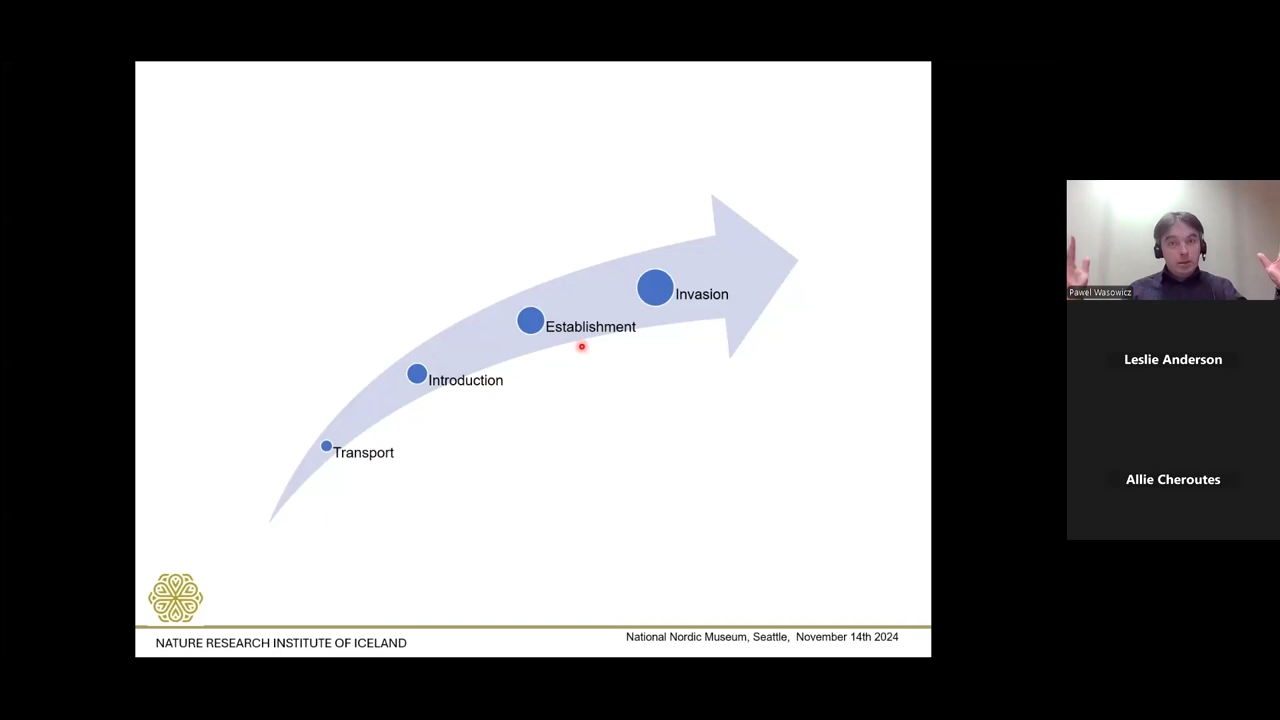 Invasion
Establishment
Introduction
Transport
NATURE RESEARCH INSTITUTE OF ICELAND
National Nordic Museum, Seattle, November 14th 2024
Pawel Wasowicz
Leslie Anderson
Allie Cheroutes